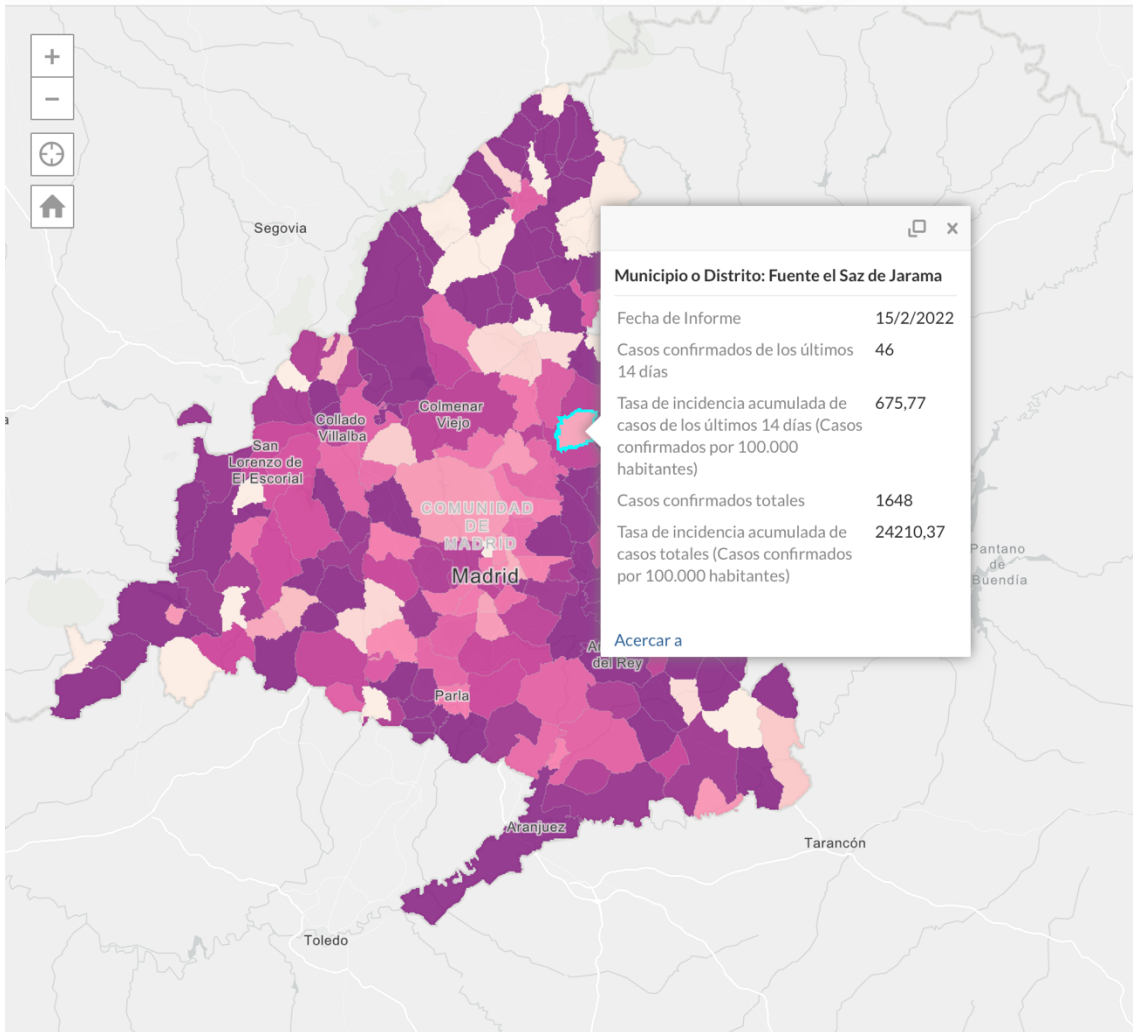 +
−
Segovia
Municipio o Distrito: Fuente el Saz de Jarama
Fecha de Informe 15/2/2022
Casos confirmados de los últimos 46
14 días
Tasa de incidencia acumulada de 675,77
casos de los últimos 14 días (Casos
confirmados por 100.000
habitantes)
Casos confirmados totales 1648
Tasa de incidencia acumulada de 24210,37
casos totales (Casos confirmados
por 100.000 habitantes)
Acercar a
Colmenar
Viejo
Collado
Villalba
San
Lorenzo de
El Escorial
COMUNIDAD
DE
MADRID
Madrid
Pantano
de
Buendía
del Rey
Parla
Aranjuez
Tarancón
Toledo